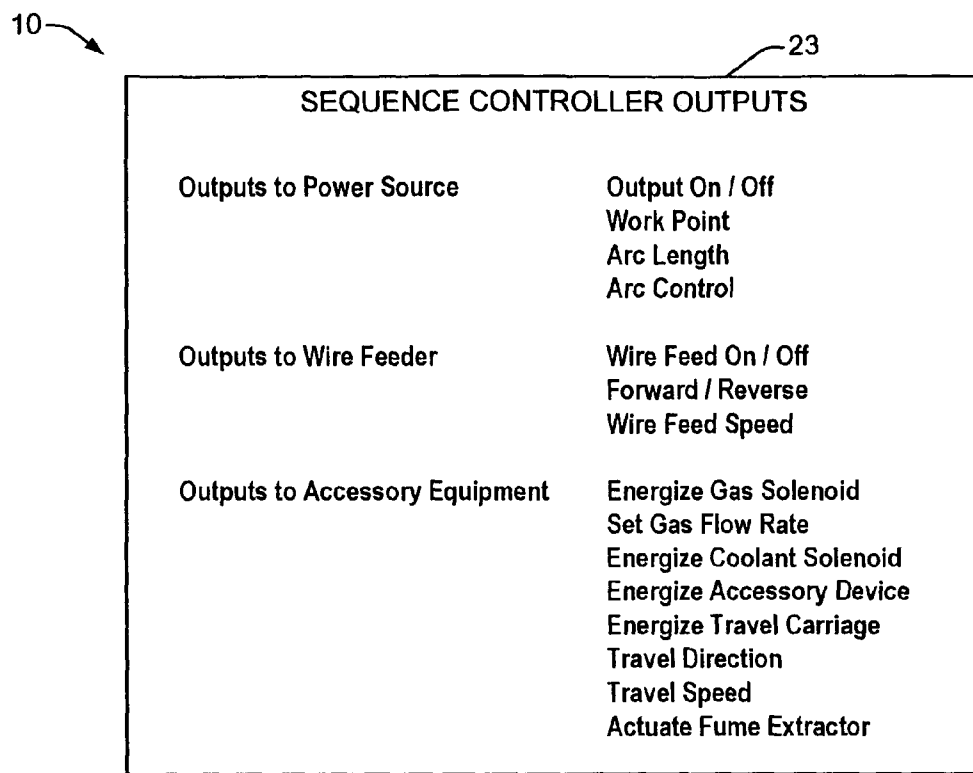 10
23
SEQUENCE CONTROLLER OUTPUTS
Outputs to Power Source Output On / Off
Work Point
Arc Length
Arc Control
Outputs to Wire Feeder Wire Feed On / Off
Forward / Reverse
Wire Feed Speed
Outputs to Accessory Equipment Energize Gas Solenoid
Set Gas Flow Rate
Energize Coolant Solenoid
Energize Accessory Device
Energize Travel Carriage
Travel Direction
Travel Speed
Actuate Fume Extractor